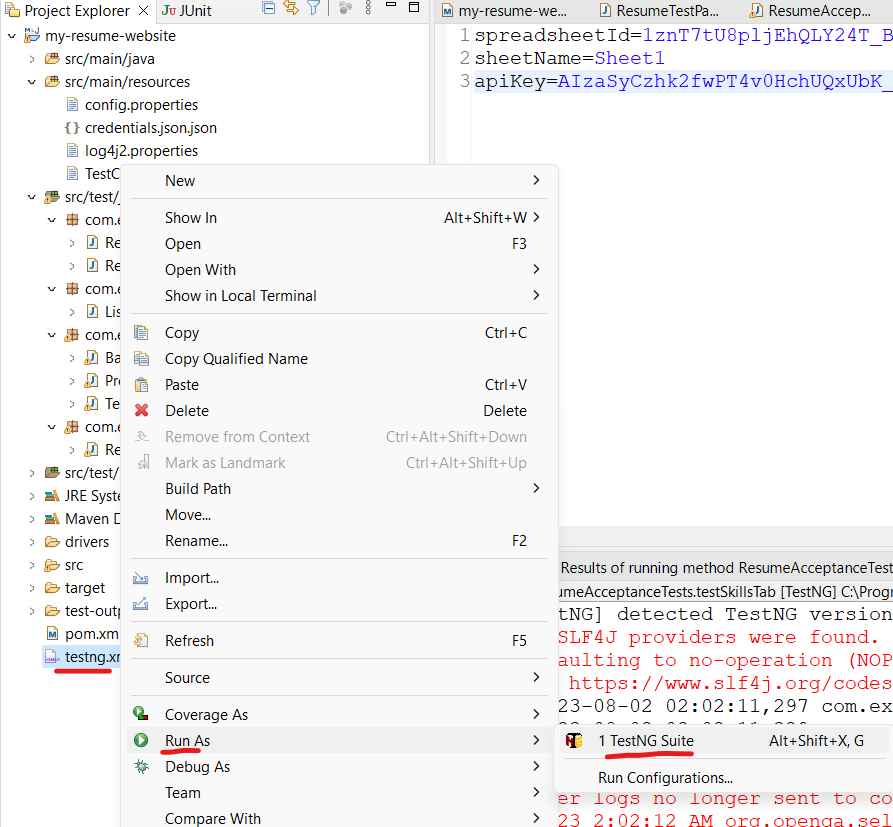 Project Explorer JUnit
my-resume-website
src/main/java
src/main/resources
config.properties
credentials.json.json
log4j2.properties
TestC
src/test/j
com.e
Re
Re
com.e
Lis
com.e
Ba
Pro
Te
com.e
Re
src/test/
JRE Syste
Maven D
drivers
src
target
test-outp
pom.xm
testng.xm
New
Show In Alt+Shift+W
Open F3
Open With
Show in Local Terminal
Copy Ctrl+C
Copy Qualified Name
Paste Ctrl+V
Delete Delete
Remove from Context Ctrl+Alt+Shift+Down
Mark as Landmark Ctrl+Alt+Shift+Up
Build Path
Move...
Rename... F2
Import...
Export...
Refresh F5
Source
Coverage As
Run As
Debug As
Team
Compare With
1 TestNG Suite Alt+Shift+X, G
Run Configurations...
my-resume-we... ResumeTestPa... ResumeAccep...
1 spreadsheetId=1znT7tU8pljEhQLY24T_B
2 sheetName=Sheet1
3 apiKey=AIzaSyCzhk2fwPT4v0HchUQxUbK_
Results of running method ResumeAcceptanceTest
umeAcceptanceTests.testSkillsTab [TestNG] C:\Progr
tNG] detected TestNG version
SLF4J providers were found.
aulting to no-operation (NOP
https://www.slf4j.org/codes
23-08-02 02:02:11,297 com.ex
er logs no longer sent to co
23 2:02:12 AM org.openqa.sel